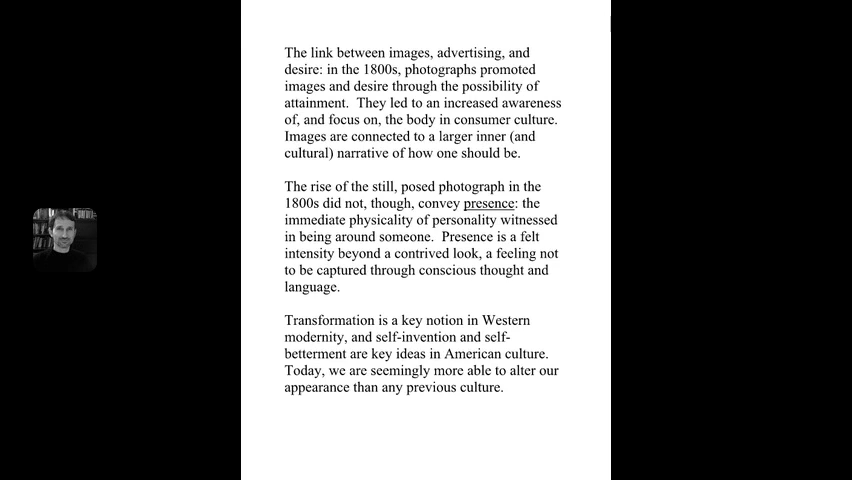 The link between images, advertising, and
desire: in the 1800s, photographs promoted
images and desire through the possibility of
attainment.  They led to an increased awareness
of, and focus on, the body in consumer culture.
Images are connected to a larger inner (and
cultural) narrative of how one should be.

The rise of the still, posed photograph in the
1800s did not, though, convey presence: the
immediate physicality of personality witnessed
in being around someone.  Presence is a felt
intensity beyond a contrived look, a feeling not
to be captured through conscious thought and
language.

Transformation is a key notion in Western
modernity, and self-invention and self-
betterment are key ideas in American culture.
Today, we are seemingly more able to alter our
appearance than any previous culture.